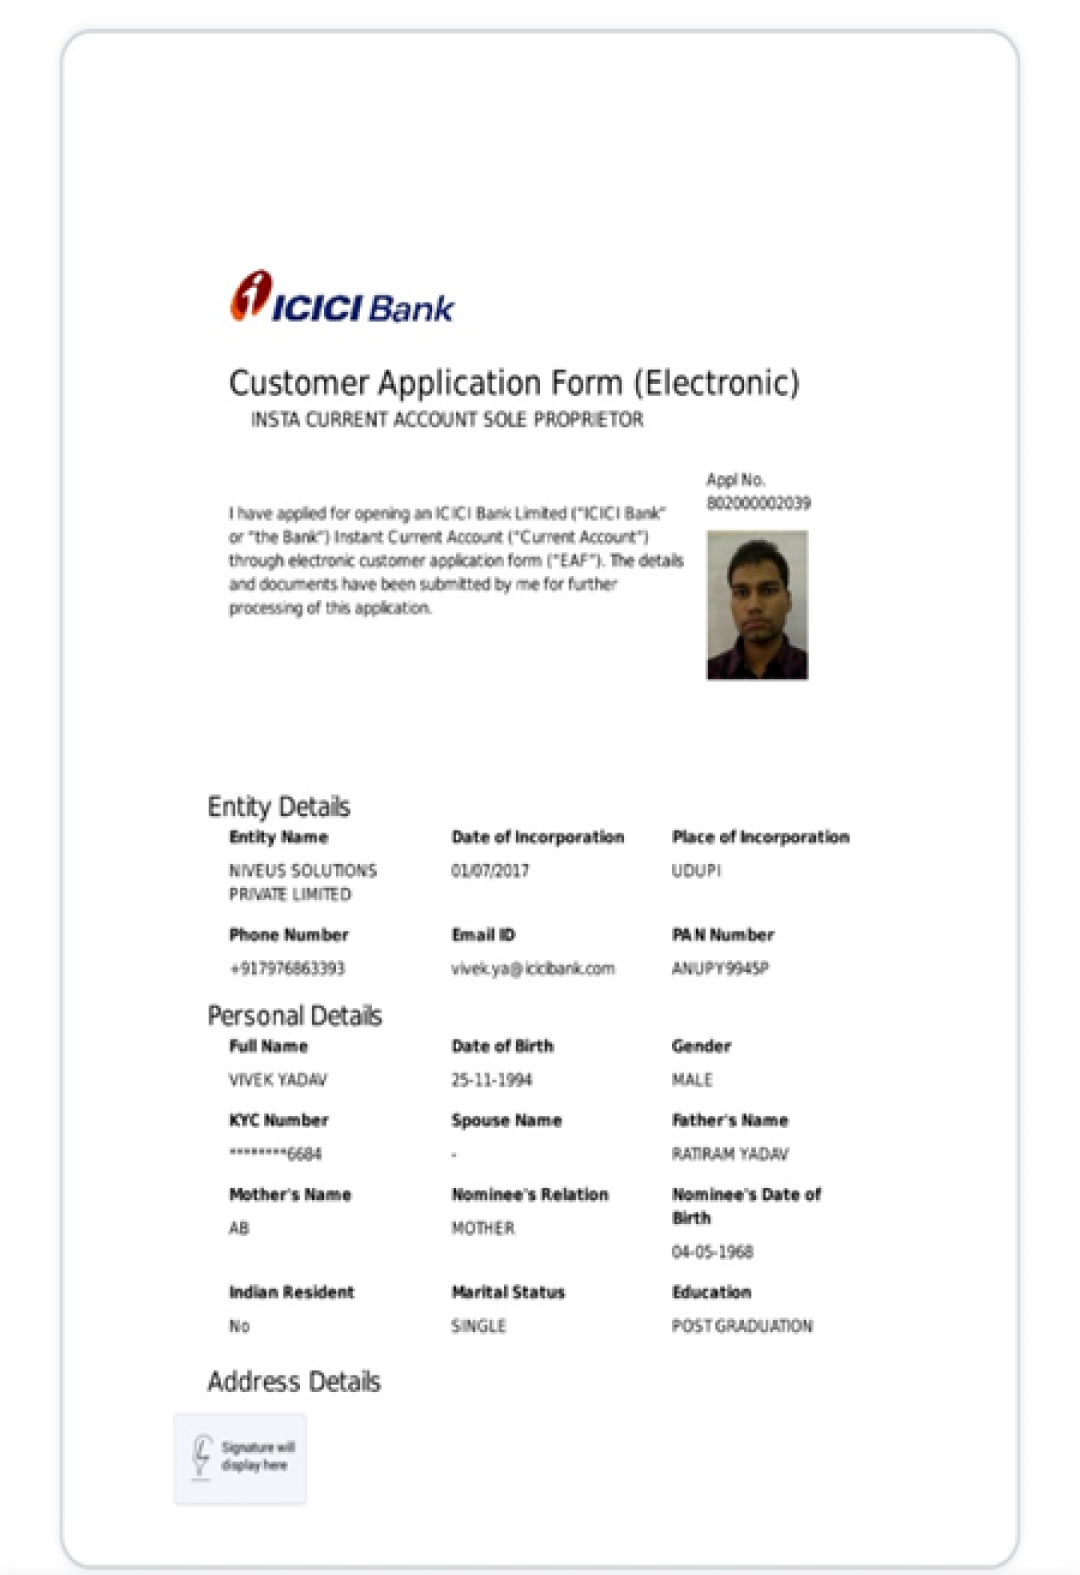 ICICI Bank
Customer Application Form (Electronic)
INSTA CURRENT ACCOUNT SOLE PROPRIETOR
Appl No.
802000002039
I have applied for opening an ICICI Bank Limited ("ICICI Bank"
or "the Bank") Instant Current Account ("Current Account")
through electronic customer application form ("EAF"). The details
and documents have been submitted by me for further
processing of this application.
Entity Details
Entity Name Date of Incorporation Place of Incorporation
NIVEUS SOLUTIONS 01/07/2017 UDUPI
PRIVATE LIMITED
Phone Number Email ID PAN Number
+917976863393 vivek.ya@icicibank.com ANUPY9945P
Personal Details
Full Name Date of Birth Gender
VIVEK YADAV 25-11-1994 MALE
KYC Number Spouse Name Father's Name
********6684 - RATIRAM YADAV
Mother's Name Nominee's Relation Nominee's Date of
Birth
AB MOTHER
04-05-1968
Indian Resident Marital Status Education
No SINGLE POST GRADUATION
Address Details
Signature will
display here